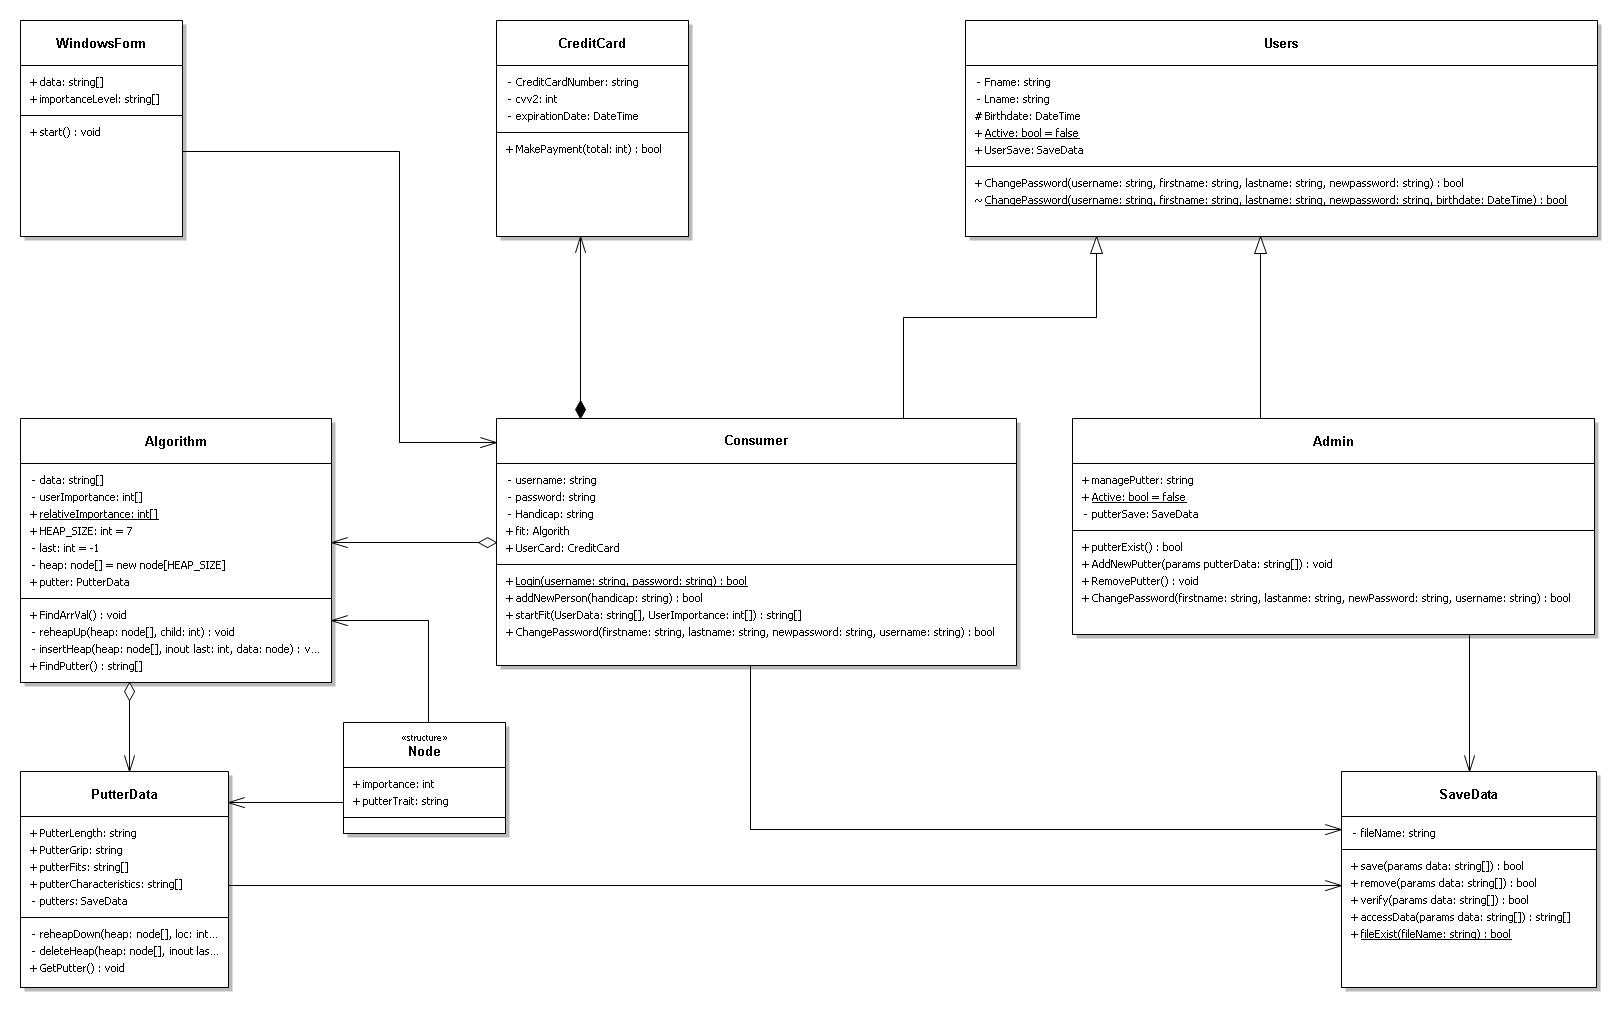 WindowsForm
+ data: string[]
+ importanceLevel: string[]
+ start() : void
CreditCard
- CreditCardNumber: string
- cvv2: int
- expirationDate: DateTime
+ MakePayment(total: int) : bool
Users
- Fname: string
- Lname: string
# Birthdate: DateTime
+ Active: bool = false
+ UserSave: SaveData
+ ChangePassword(username: string, firstname: string, lastname: string, newpassword: string) : bool
~ ChangePassword(username: string, firstname: string, lastname: string, newpassword: string, birthdate: DateTime) : bool
Algorithm
- data: string[]
- userImportance: int[]
+ relativeImportance: int[]
+ HEAP_SIZE: int = 7
- last: int = -1
- heap: node[] = new node[HEAP_SIZE]
+ putter: PutterData
+ FindArrVal() : void
- reheapUp(heap: node[], child: int) : void
- insertHeap(heap: node[], inout last: int, data: node) : v...
+ FindPutter() : string[]
Consumer
- username: string
- password: string
- Handicap: string
+ fit: Algorith
+ UserCard: CreditCard
+ Login(username: string, password: string) : bool
+ addNewPerson(handicap: string) : bool
+ startFit(UserData: string[], UserImportance: int[]) : string[]
+ ChangePassword(firstname: string, lastname: string, newpassword: string, username: string) : bool
Admin
+ managePutter: string
+ Active: bool = false
- putterSave: SaveData
+ putterExist() : bool
+ AddNewPutter(params putterData: string[]) : void
+ RemovePutter() : void
+ ChangePassword(firstname: string, lastanme: string, newPassword: string, username: string) : bool
«structure»
Node
+ importance: int
+ putterTrait: string
PutterData
+ PutterLength: string
+ PutterGrip: string
+ putterFits: string[]
+ putterCharacteristics: string[]
- putters: SaveData
- reheapDown(heap: node[], loc: int...
- deleteHeap(heap: node[], inout las...
+ GetPutter() : void
SaveData
- fileName: string
+ save(params data: string[]) : bool
+ remove(params data: string[]) : bool
+ verify(params data: string[]) : bool
+ accessData(params data: string[]) : string[]
+ fileExist(fileName: string) : bool